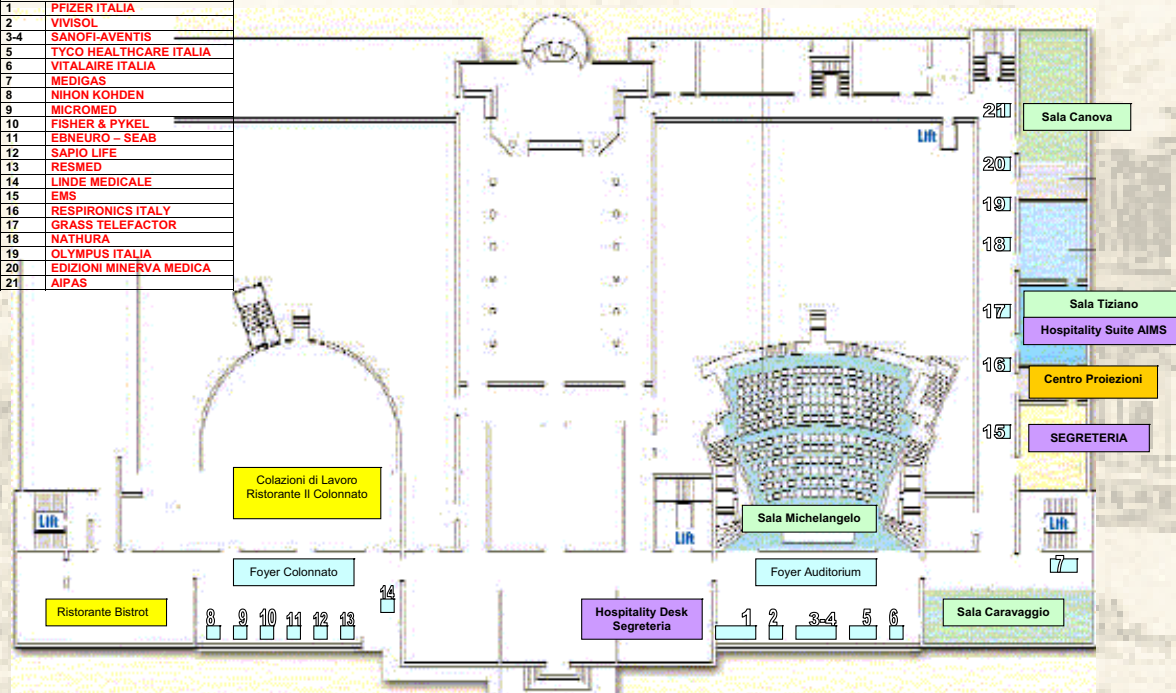 1 PFIZER ITALIA
2 VIVISOL
3-4 SANOFI-AVENTIS
5 TYCO HEALTHCARE ITALIA
6 VITALAIRE ITALIA
7 MEDIGAS
8 NIHON KOHDEN
9 MICROMED
10 FISHER & PYKEL
11 EBNEURO – SEAB
12 SAPIO LIFE
13 RESMED
14 LINDE MEDICALE
15 EMS
16 RESPIRONICS ITALY
17 GRASS TELEFACTOR
18 NATHURA
19 OLYMPUS ITALIA
20 EDIZIONI MINERVA MEDICA
21 AIPAS
21
Sala Canova
Lift
20
19
18
17
Sala Tiziano
Hospitality Suite AIMS
16
Centro Proiezioni
15
SEGRETERIA
Colazioni di Lavoro
Ristorante Il Colonnato
Sala Michelangelo
Lift
Lift
Lift
7
Foyer Colonnato
Foyer Auditorium
14
Ristorante Bistrot
8 9 10 11 12 13
Hospitality Desk
Segreteria
1 2 3-4 5 6
Sala Caravaggio